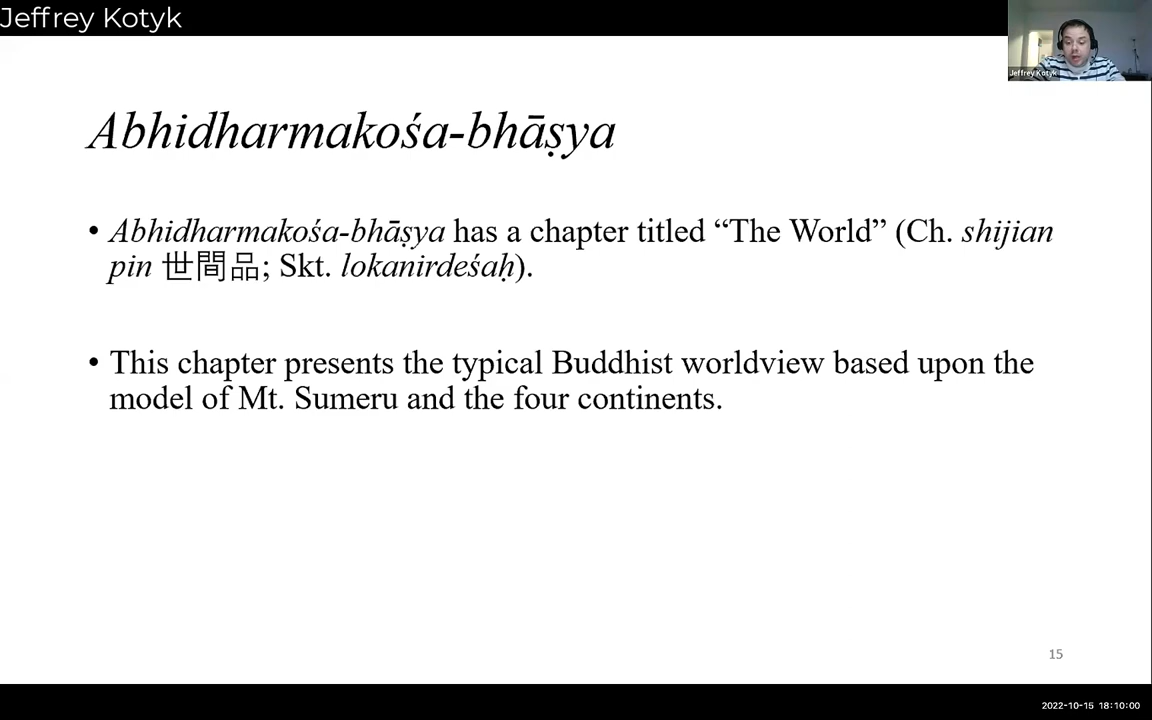 Jeffrey Kotyk
Jeffrey Kotyk
Abhidharmakośa-bhāṣya
• Abhidharmakośa-bhāṣya has a chapter titled “The World” (Ch. shijian
pin 世間品; Skt. lokanirdeśaḥ).
• This chapter presents the typical Buddhist worldview based upon the
model of Mt. Sumeru and the four continents.
15
2022-10-15 18:10:00